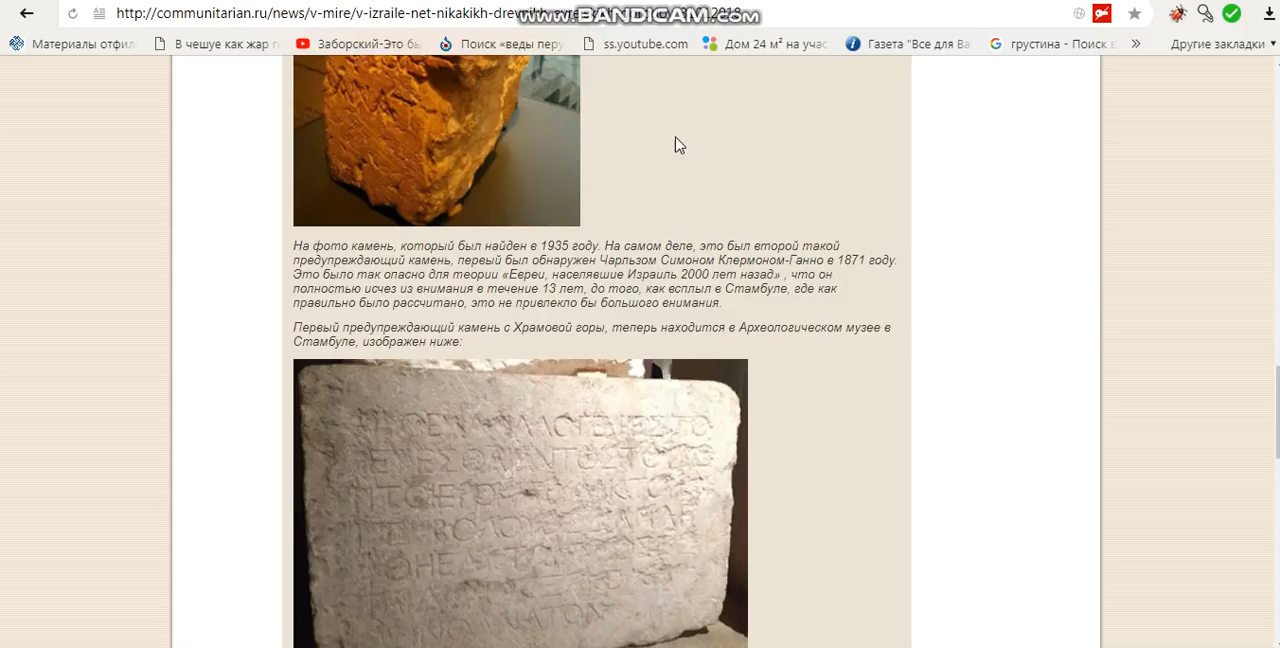 http://communitarian.ru/news/v-mire/v-izraile-net-nikakikh-drevnikh
www.BANDICAM.com
2018
Материалы отфил
В чешуе как жар г
Заборский-Это бы
Поиск «веды перу
ss.youtube.com
Дом 24 м² на учас
Газета "Все для Ва
грустина - Поиск
»
Другие закладки
На фото камень, который был найден в 1935 году. На самом деле, это был второй такой
предупреждающий камень, первый был обнаружен Чарльзом Симоном Клермоном-Ганно в 1871 году.
Это было так опасно для теории «Евреи, населявшие Израиль 2000 лет назад» , что он
полностью исчез из внимания в течение 13 лет, до того, как всплыл в Стамбуле, где как
правильно было рассчитано, это не привлекло бы большого внимания.
Первый предупреждающий камень с Храмовой горы, теперь находится в Археологическом музее в
Стамбуле, изображен ниже: